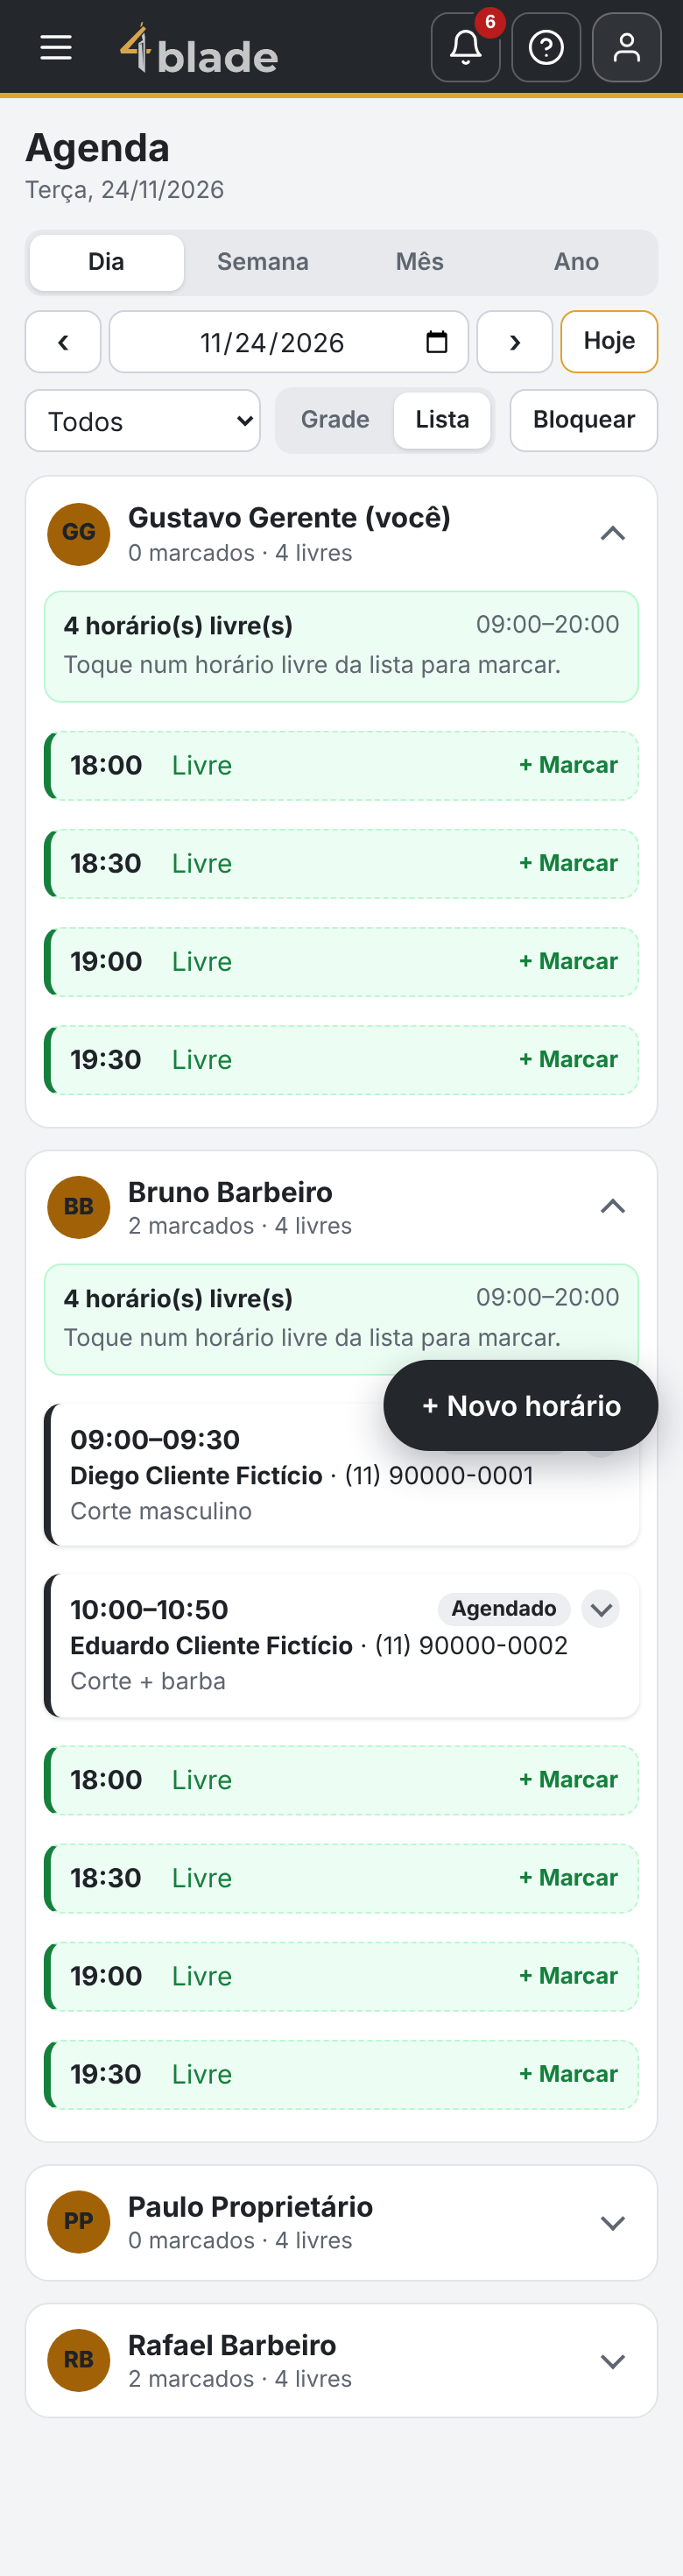 4blade
6
Agenda
Terça, 24/11/2026
Dia Semana Mês Ano
‹ 11/24/2026 › Hoje
Todos Grade Lista Bloquear
GG Gustavo Gerente (você)
0 marcados · 4 livres
4 horário(s) livre(s) 09:00–20:00
Toque num horário livre da lista para marcar.
18:00 Livre + Marcar
18:30 Livre + Marcar
19:00 Livre + Marcar
19:30 Livre + Marcar
BB Bruno Barbeiro
2 marcados · 4 livres
4 horário(s) livre(s) 09:00–20:00
Toque num horário livre da lista para marcar.
+ Novo horário
09:00–09:30
Diego Cliente Fictício · (11) 90000-0001
Corte masculino
10:00–10:50 Agendado
Eduardo Cliente Fictício · (11) 90000-0002
Corte + barba
18:00 Livre + Marcar
18:30 Livre + Marcar
19:00 Livre + Marcar
19:30 Livre + Marcar
PP Paulo Proprietário
0 marcados · 4 livres
RB Rafael Barbeiro
2 marcados · 4 livres